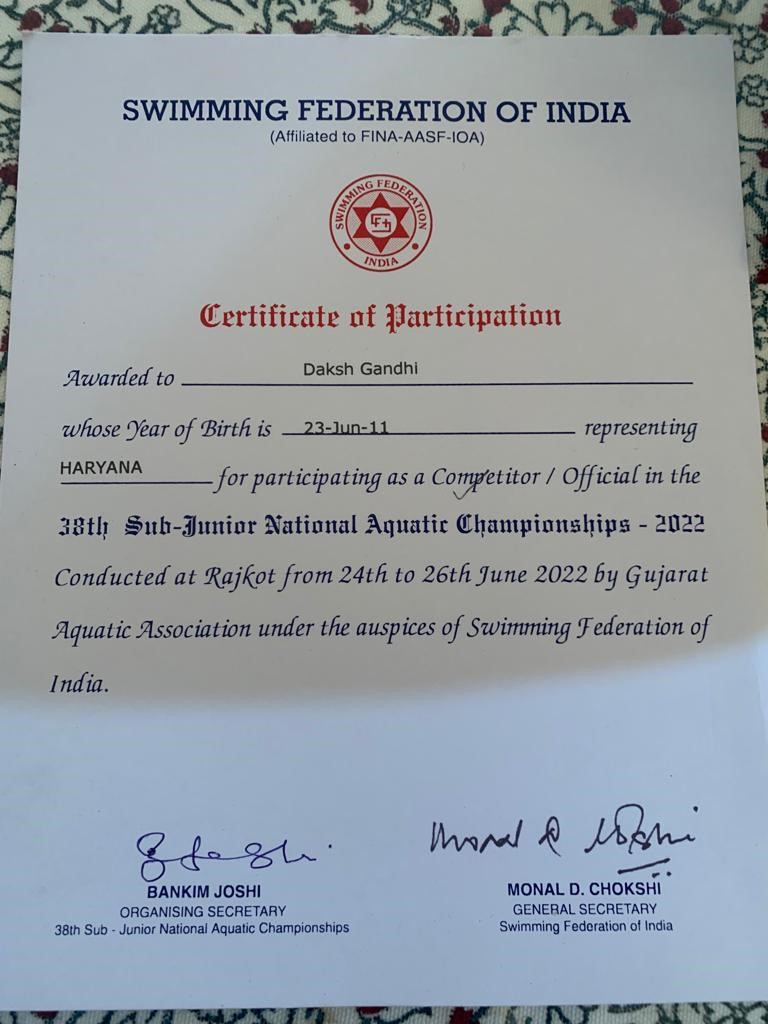 SWIMMING FEDERATION OF INDIA
(Affiliated to FINA-AASF-IOA)
SWIMMING FEDERATION
INDIA
Certificate of Participation
Awarded to Daksh Gandhi
whose Year of Birth is 23-Jun-11 representing
HARYANA for participating as a Competitor / Official in the
38th Sub-Junior National Aquatic Championships - 2022
Conducted at Rajkot from 24th to 26th June 2022 by Gujarat
Aquatic Association under the auspices of Swimming Federation of
India.
Monal D Chokshi
BANKIM JOSHI
ORGANISING SECRETARY
38th Sub - Junior National Aquatic Championships
MONAL D. CHOKSHI
GENERAL SECRETARY
Swimming Federation of India